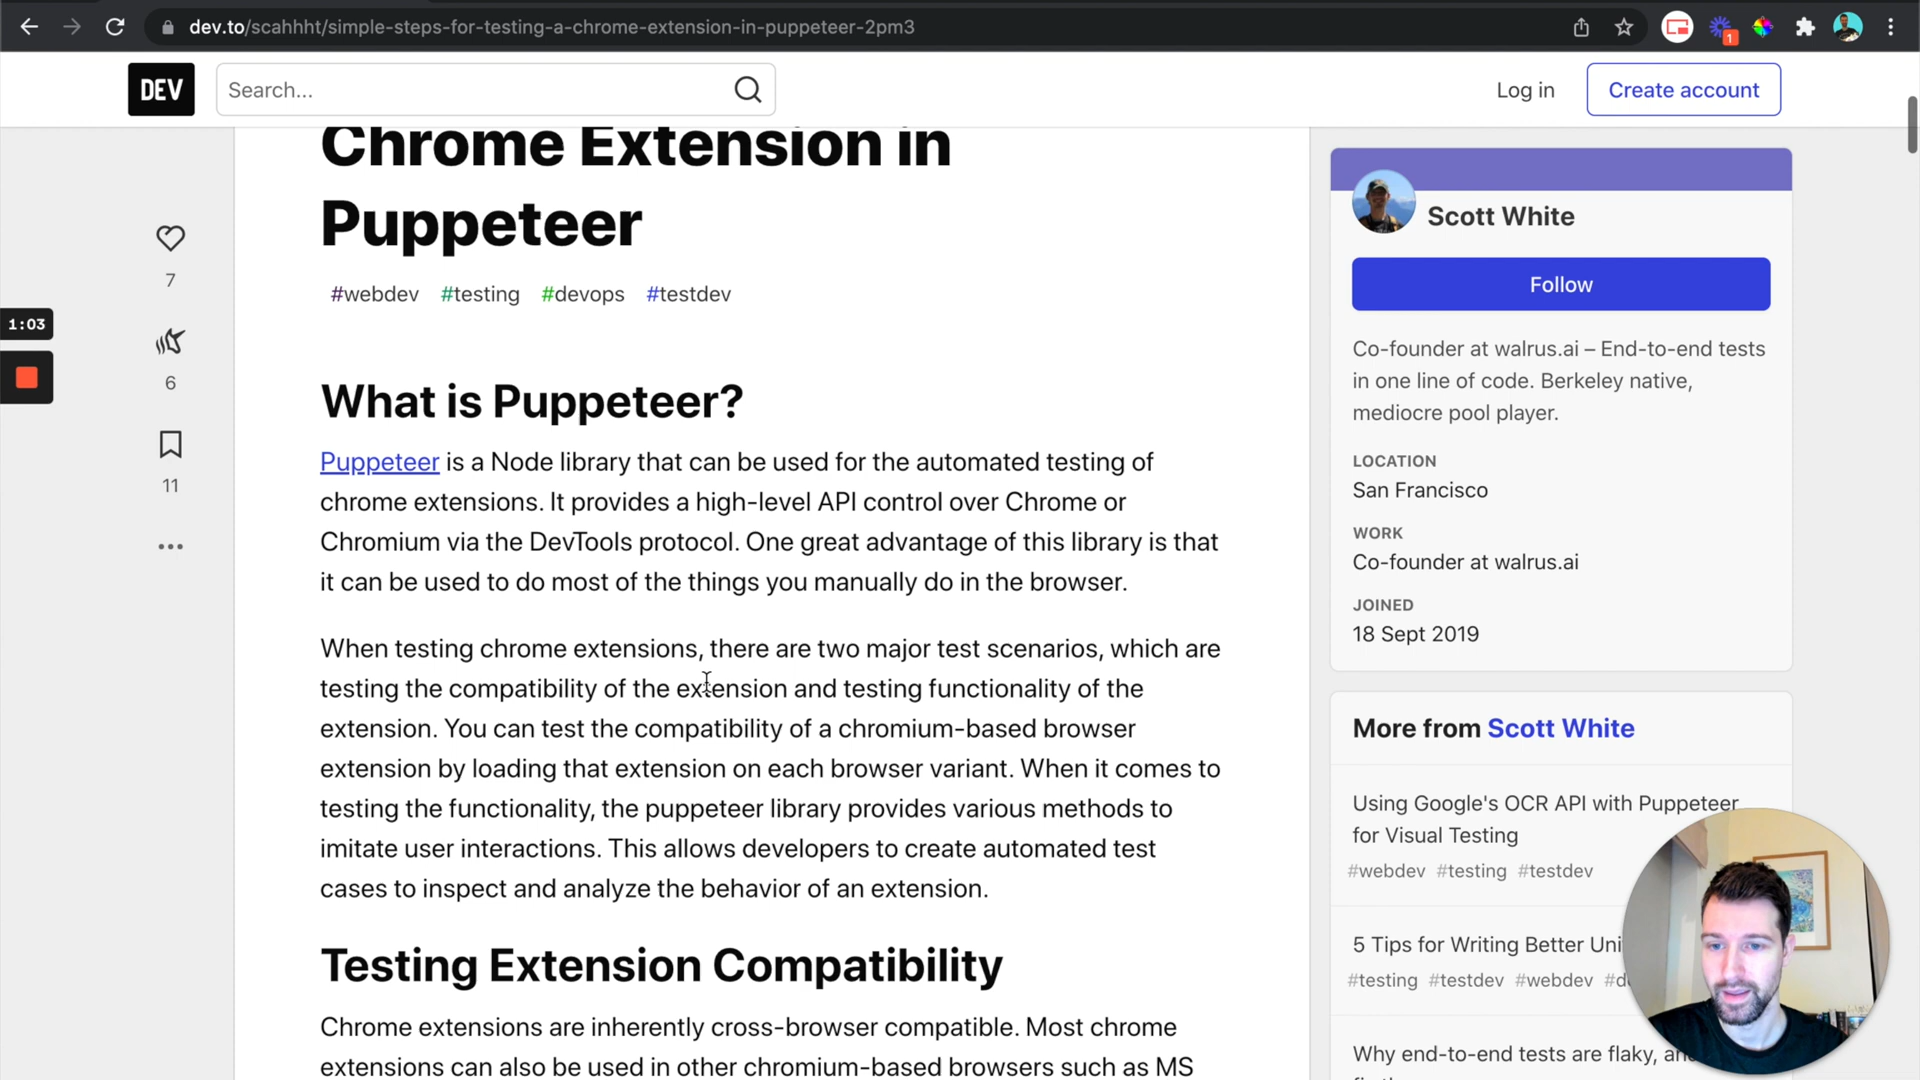 dev.to/scahhht/simple-steps-for-testing-a-chrome-extension-in-puppeteer-2pm3
1
DEV
Search...
Log in
Create account
Chrome Extension in
Puppeteer
#webdev #testing #devops #testdev
7
1:03
6
11
What is Puppeteer?
Puppeteer is a Node library that can be used for the automated testing of
chrome extensions. It provides a high-level API control over Chrome or
Chromium via the DevTools protocol. One great advantage of this library is that
it can be used to do most of the things you manually do in the browser.
When testing chrome extensions, there are two major test scenarios, which are
testing the compatibility of the extension and testing functionality of the
extension. You can test the compatibility of a chromium-based browser
extension by loading that extension on each browser variant. When it comes to
testing the functionality, the puppeteer library provides various methods to
imitate user interactions. This allows developers to create automated test
cases to inspect and analyze the behavior of an extension.
Testing Extension Compatibility
Chrome extensions are inherently cross-browser compatible. Most chrome
extensions can also be used in other chromium-based browsers such as MS
Scott White
Follow
Co-founder at walrus.ai – End-to-end tests
in one line of code. Berkeley native,
mediocre pool player.
LOCATION
San Francisco
WORK
Co-founder at walrus.ai
JOINED
18 Sept 2019
More from Scott White
Using Google's OCR API with Puppeteer
for Visual Testing
#webdev #testing #testdev
5 Tips for Writing Better
#testing #testdev #webdev
Why end-to-end tests are flaky,